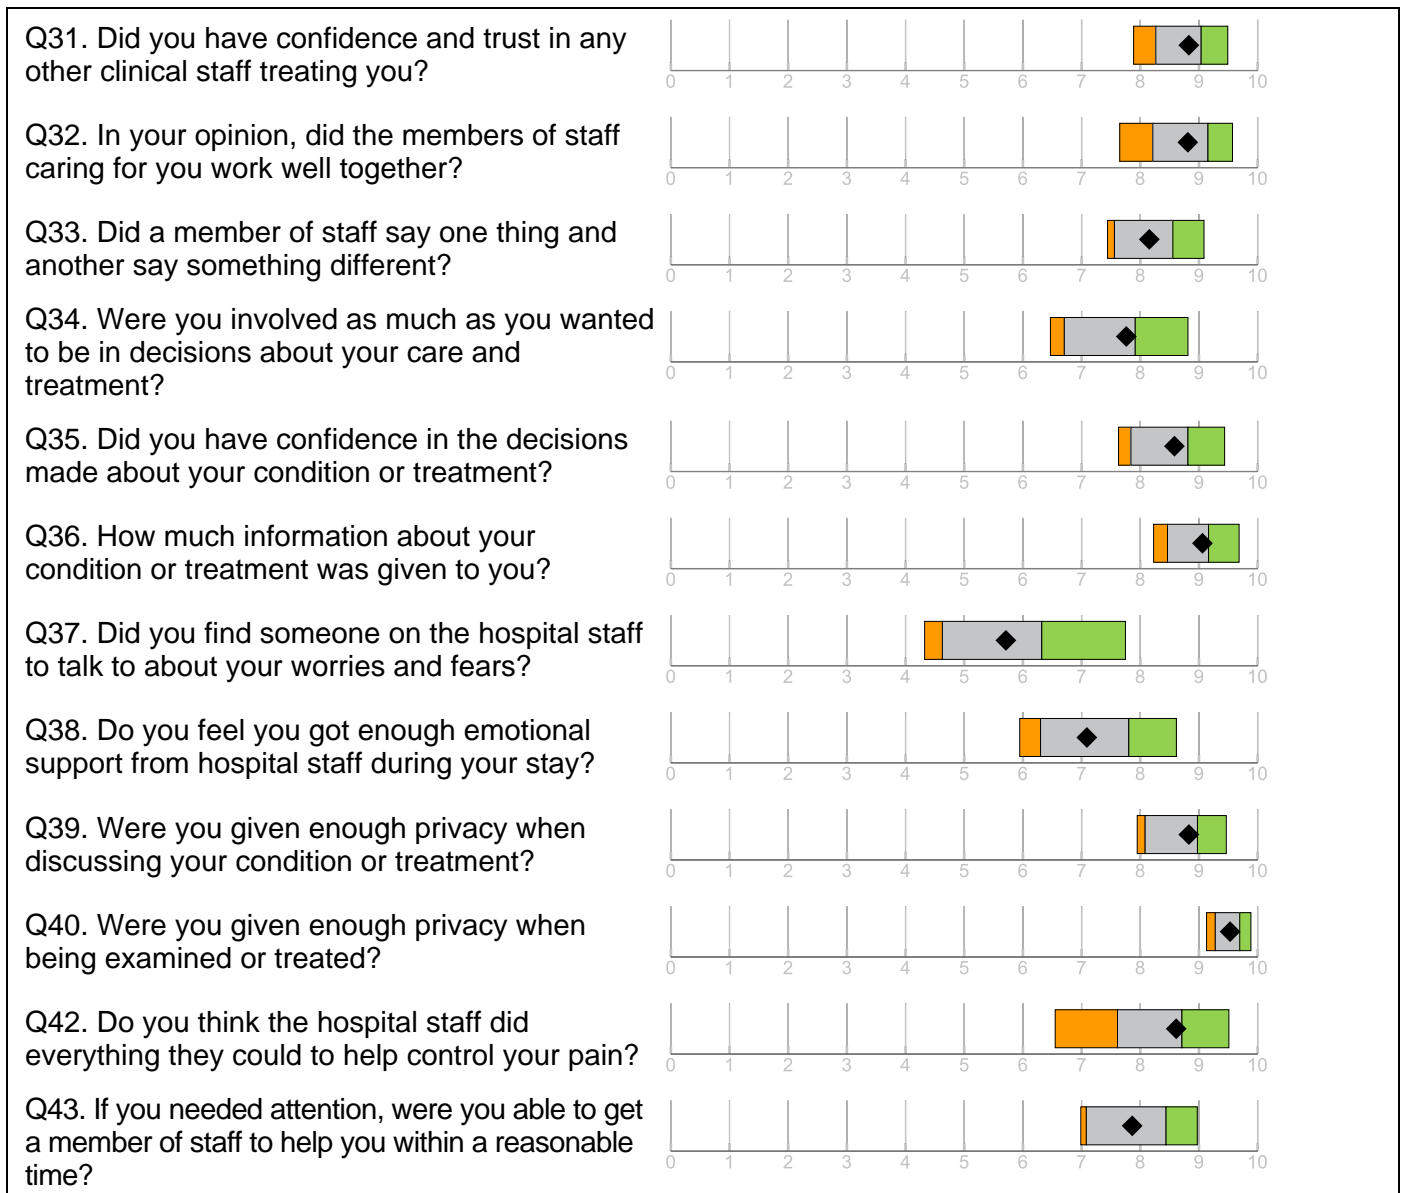 Q31. Did you have confidence and trust in any
other clinical staff treating you?
0 1 2 3 4 5 6 7 8 9 10
Q32. In your opinion, did the members of staff
caring for you work well together?
0 1 2 3 4 5 6 7 8 9 10
Q33. Did a member of staff say one thing and
another say something different?
0 1 2 3 4 5 6 7 8 9 10
Q34. Were you involved as much as you wanted
to be in decisions about your care and
treatment?
0 1 2 3 4 5 6 7 8 9 10
Q35. Did you have confidence in the decisions
made about your condition or treatment?
0 1 2 3 4 5 6 7 8 9 10
Q36. How much information about your
condition or treatment was given to you?
0 1 2 3 4 5 6 7 8 9 10
Q37. Did you find someone on the hospital staff
to talk to about your worries and fears?
0 1 2 3 4 5 6 7 8 9 10
Q38. Do you feel you got enough emotional
support from hospital staff during your stay?
0 1 2 3 4 5 6 7 8 9 10
Q39. Were you given enough privacy when
discussing your condition or treatment?
0 1 2 3 4 5 6 7 8 9 10
Q40. Were you given enough privacy when
being examined or treated?
0 1 2 3 4 5 6 7 8 9 10
Q42. Do you think the hospital staff did
everything they could to help control your pain?
0 1 2 3 4 5 6 7 8 9 10
Q43. If you needed attention, were you able to get
a member of staff to help you within a reasonable
time?
0 1 2 3 4 5 6 7 8 9 10